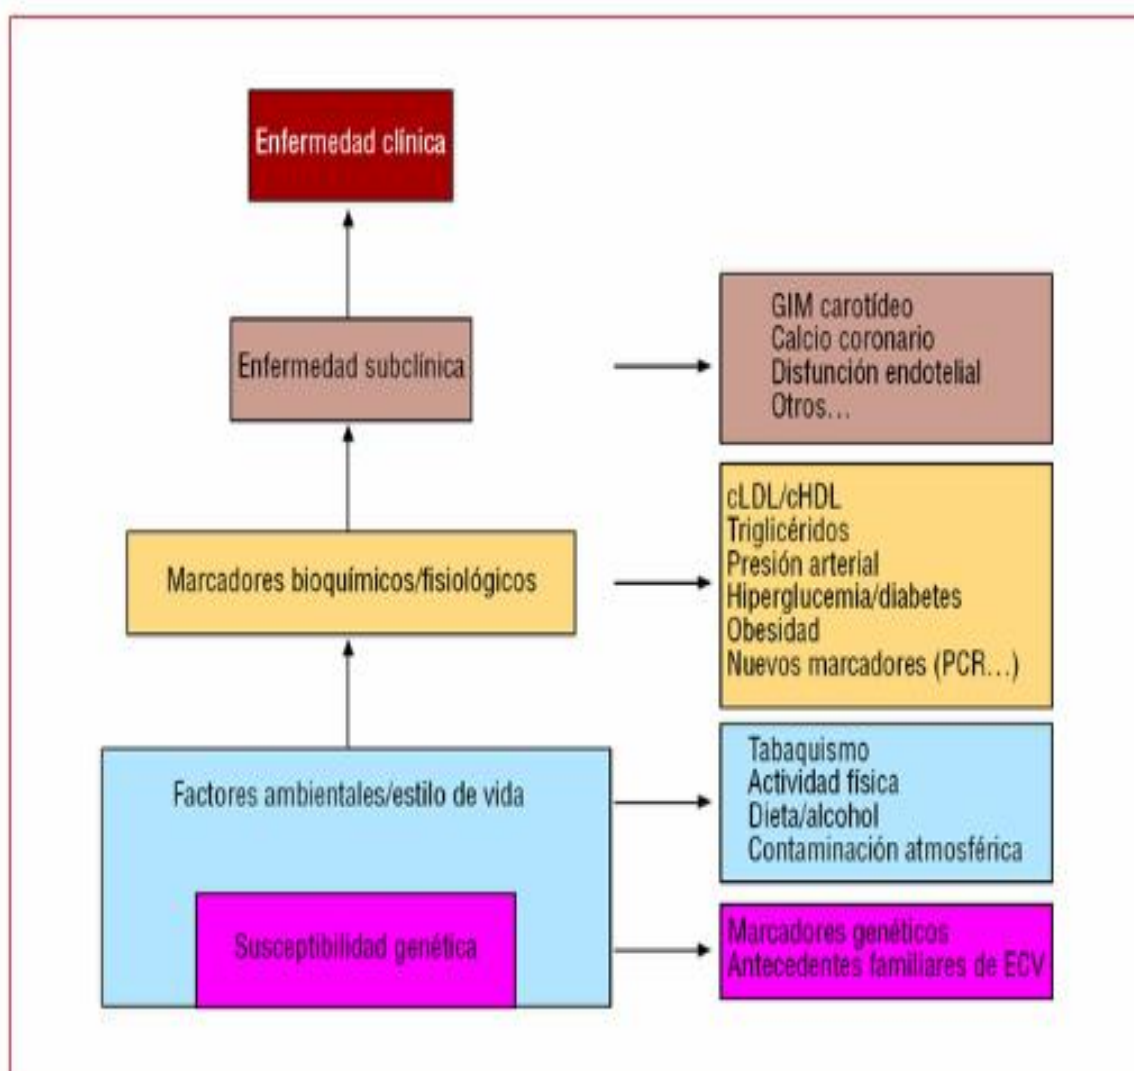 Enfermedad clínica
Enfermedad subclínica
GIM carotídeo
Calcio coronario
Disfunción endotelial
Otros...
Marcadores bioquímicos/fisiológicos
cLDL/cHDL
Triglicéridos
Presión arterial
Hiperglucemia/diabetes
Obesidad
Nuevos marcadores (PCR...)
Factores ambientales/estilo de vida
Tabaquismo
Actividad física
Dieta/alcohol
Contaminación atmosférica
Susceptibilidad genética
Marcadores genéticos
Antecedentes familiares de ECV